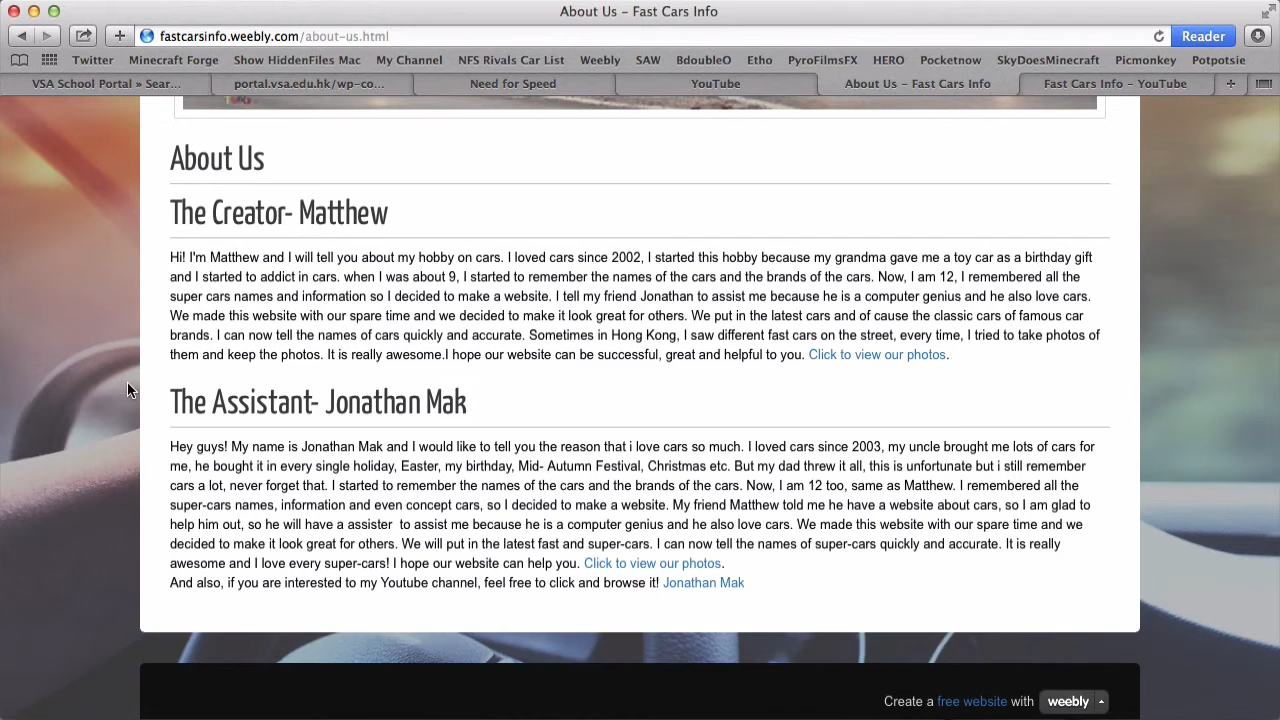 About Us – Fast Cars Info
fastcarsinfo.weebly.com/about-us.html
Reader
Twitter Minecraft Forge Show HiddenFiles Mac My Channel NFS Rivals Car List Weebly SAW BdoubleO Etho PyroFilmsFX HERO Pocketnow SkyDoesMinecraft Picmonkey Potpotsie
VSA School Portal » Sear... portal.vsa.edu.hk/wp-co... Need for Speed YouTube About Us – Fast Cars Info Fast Cars Info – YouTube
About Us
The Creator- Matthew
Hi! I'm Matthew and I will tell you about my hobby on cars. I loved cars since 2002, I started this hobby because my grandma gave me a toy car as a birthday gift
and I started to addict in cars. when I was about 9, I started to remember the names of the cars and the brands of the cars. Now, I am 12, I remembered all the
super cars names and information so I decided to make a website. I tell my friend Jonathan to assist me because he is a computer genius and he also love cars.
We made this website with our spare time and we decided to make it look great for others. We put in the latest cars and of cause the classic cars of famous car
brands. I can now tell the names of cars quickly and accurate. Sometimes in Hong Kong, I saw different fast cars on the street, every time, I tried to take photos of
them and keep the photos. It is really awesome.I hope our website can be successful, great and helpful to you. Click to view our photos.
The Assistant- Jonathan Mak
Hey guys! My name is Jonathan Mak and I would like to tell you the reason that i love cars so much. I loved cars since 2003, my uncle brought me lots of cars for
me, he bought it in every single holiday, Easter, my birthday, Mid- Autumn Festival, Christmas etc. But my dad threw it all, this is unfortunate but i still remember
cars a lot, never forget that. I started to remember the names of the cars and the brands of the cars. Now, I am 12 too, same as Matthew. I remembered all the
super-cars names, information and even concept cars, so I decided to make a website. My friend Matthew told me he have a website about cars, so I am glad to
help him out, so he will have a assister  to assist me because he is a computer genius and he also love cars. We made this website with our spare time and we
decided to make it look great for others. We will put in the latest fast and super-cars. I can now tell the names of super-cars quickly and accurate. It is really
awesome and I love every super-cars! I hope our website can help you. Click to view our photos.
And also, if you are interested to my Youtube channel, feel free to click and browse it! Jonathan Mak
Create a free website with weebly